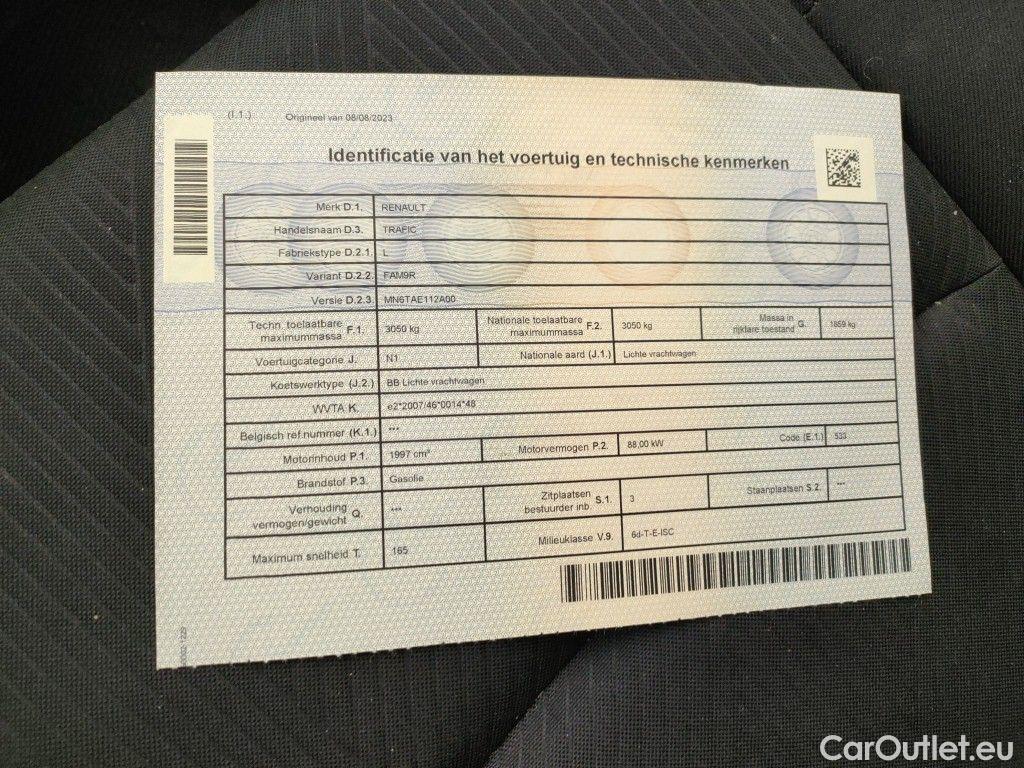 (I.1.) Origineel van 08/08/2023
Identificatie van het voertuig en technische kenmerken
Merk D.1. RENAULT
Handelsnaam D.3. TRAFIC
Fabriekstype D.2.1. L
Variant D.2.2. FAM9R
Versie D.2.3. MN6TAE112A00
Techn. toelaatbare maximummassa F.1. 3050 kg Nationale toelaatbare maximummassa F.2. 3050 kg Massa in rijklare toestand G. 1859 kg
Voertuigcategorie J. N1 Nationale aard (J.1.) Lichte vrachtwagen
Koetswerktype (J.2.) BB Lichte vrachtwagen
WVTA K. e2*2007/46*0014*48
Belgisch ref.nummer (K.1.) ***
Motorinhoud P.1. 1997 cm³ Motorvermogen P.2. 88,00 kW Code (E.1.) 533
Brandstof P.3. Gasolie
Verhouding vermogen/gewicht Q. *** Zitplaatsen bestuurder inb. S.1. 3 Staanplaatsen S.2. ***
Maximum snelheid T. 165 Milieuklasse V.9. 6d-T-E-ISC
CarOutlet.eu